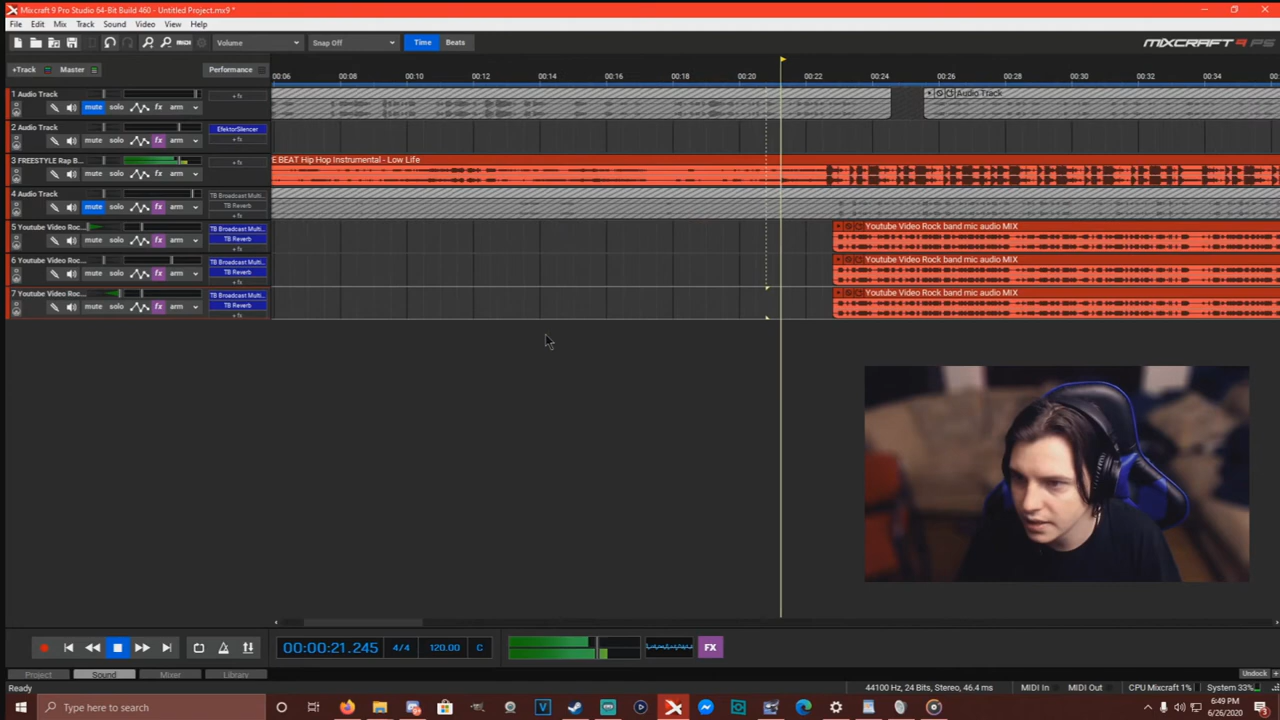 Mixcraft 9 Pro Studio 64-Bit Build 460 - Untitled Project.mx9 *
File Edit Mix Track Sound Video View Help
MIDI Volume Snap Off Time Beats MIXCRAFT 9 PS
+Track Master Performance 00:06 00:08 00:10 00:12 00:14 00:16 00:18 00:20 00:22 00:24 00:26 00:28 00:30 00:32 00:34 00:
1 Audio Track + fx Audio Track
mute solo fx arm
2 Audio Track EfektorSilencer
mute solo fx arm + fx
3 FREESTYLE Rap B... + fx E BEAT Hip Hop Instrumental - Low Life
mute solo fx arm
4 Audio Track TB Broadcast Multi...
mute solo fx arm TB Reverb
+ fx
5 Youtube Video Roc... TB Broadcast Multi... Youtube Video Rock band mic audio MIX
mute solo fx arm TB Reverb
+ fx
6 Youtube Video Roc... TB Broadcast Multi... Youtube Video Rock band mic audio MIX
mute solo fx arm TB Reverb
+ fx
7 Youtube Video Roc... TB Broadcast Multi... Youtube Video Rock band mic audio MIX
mute solo fx arm TB Reverb
+ fx
00:00:21.245 4/4 120.00 C FX
Project Sound Mixer Library Undock
Ready 44100 Hz, 24 Bits, Stereo, 46.4 ms MIDI In MIDI Out CPU Mixcraft 1% System 33%
Type here to search 6:49 PM
6/26/2020 3